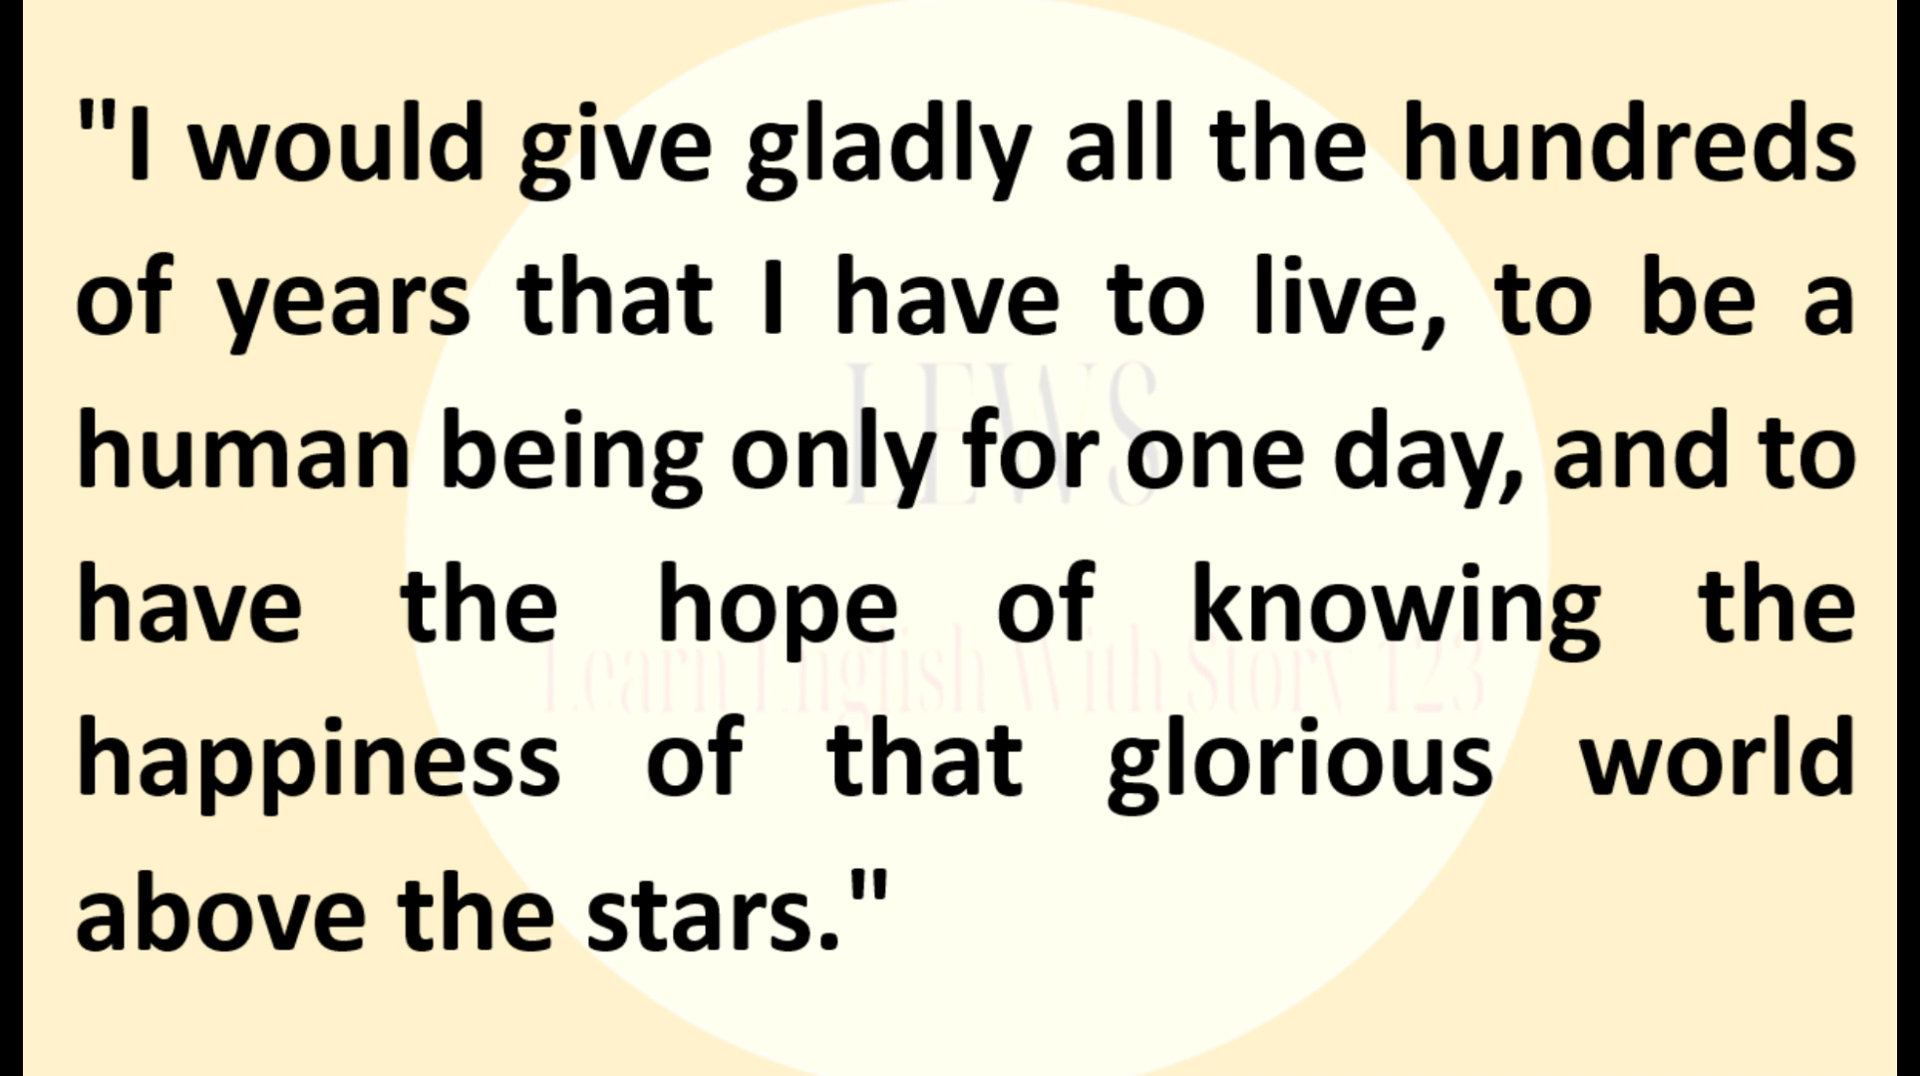 "I would give gladly all the hundreds
of years that I have to live, to be a
human being only for one day, and to
LEWS
have the hope of knowing the
Learn English With Story 123
happiness of that glorious world
above the stars."